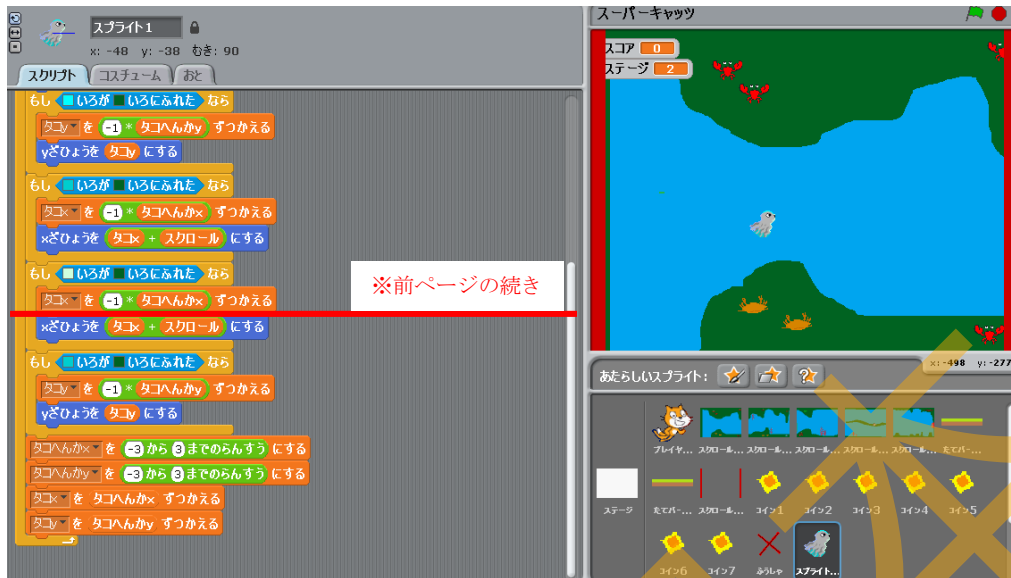 スプライト1
x: -48 y: -38 むき: 90
スクリプト コスチューム おと
もし いろが いろにふれた なら
タコy を -1 * タコへんかy ずつかえる
yざひょうを タコy にする
もし いろが いろにふれた なら
タコx を -1 * タコへんかx ずつかえる
xざひょうを タコx + スクロール にする
もし いろが いろにふれた なら
タコx を -1 * タコへんかx ずつかえる
xざひょうを タコx + スクロール にする
もし いろが いろにふれた なら
タコy を -1 * タコへんかy ずつかえる
yざひょうを タコy にする
タコへんかx を -3 から 3 までのらんすう にする
タコへんかy を -3 から 3 までのらんすう にする
タコx を タコへんかx ずつかえる
タコy を タコへんかy ずつかえる
※前ページの続き
スーパーキャッツ
スコア 0
ステージ 2
x: -498 y: -277
あたらしいスプライト:
プレイヤ... スクロール... スクロール... スクロール... スクロール... スクロール... たてバー...
ステージ たてバー... スクロール... コイン1 コイン2 コイン3 コイン4 コイン5
コイン6 コイン7 ふうしゃ スプライト...